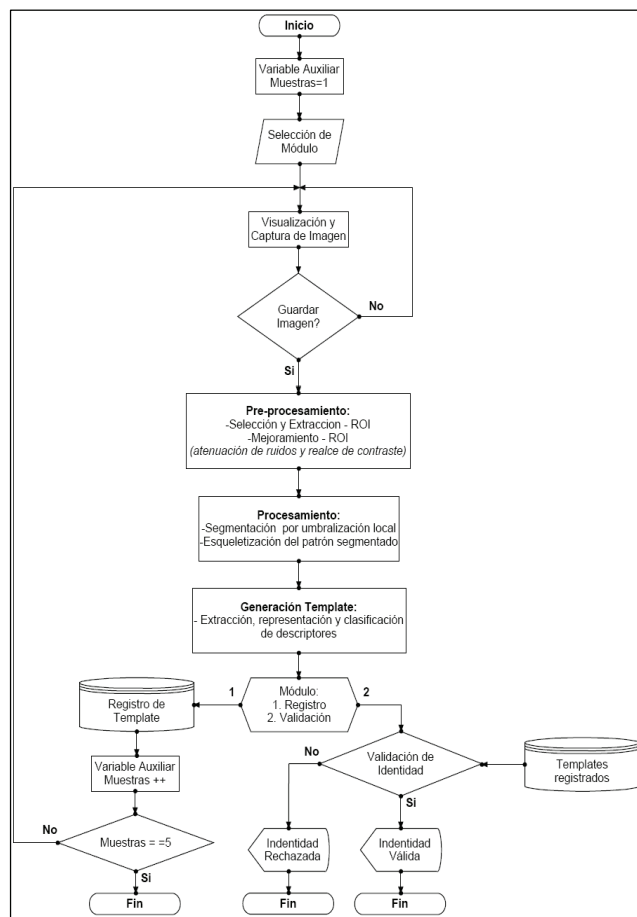 Inicio
Variable Auxiliar
Muestras=1
Selección de
Módulo
Visualización y
Captura de Imagen
Guardar
Imagen?
No
Si
Pre-procesamiento:
-Selección y Extraccion - ROI
-Mejoramiento - ROI
(atenuación de ruidos y realce de contraste)
Procesamiento:
-Segmentación por umbralización local
-Esqueletización del patrón segmentado
Generación Template:
- Extracción, representación y clasificación
de descriptores
Módulo:
1. Registro
2. Validación
1
2
Registro de
Template
Variable Auxiliar
Muestras ++
Muestras = =5
No
Si
Fin
Validación de
Identidad
Templates
registrados
No
Si
Indentidad
Rechazada
Indentidad
Válida
Fin
Fin